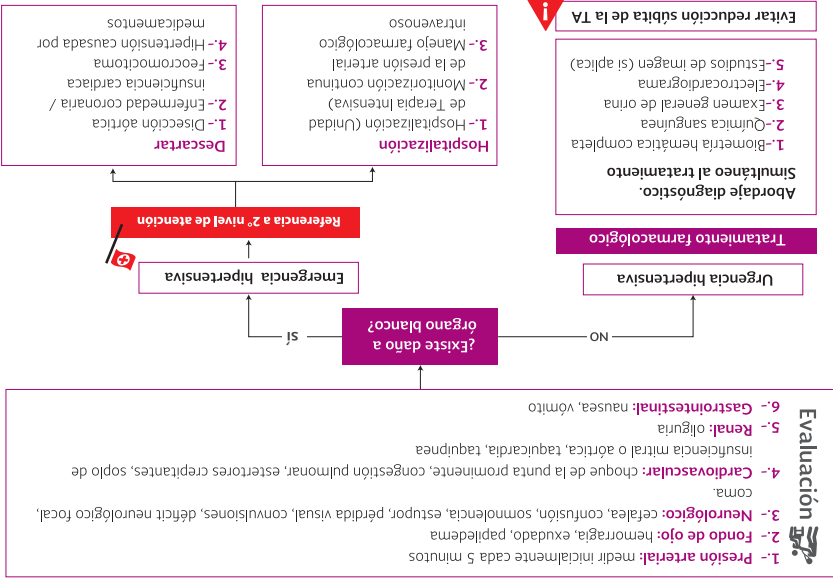 Evaluación
1.- Presión arterial: medir inicialmente cada 5 minutos
2.- Fondo de ojo: hemorragia, exudado, papiledema
3.- Neurológico: cefalea, confusión, somnolencia, estupor, pérdida visual, convulsiones, déficit neurológico focal,
coma.
4.- Cardiovascular: choque de la punta prominente, congestión pulmonar, estertores crepitantes, soplo de
insuficiencia mitral o aórtica, taquicardia, taquipnea
5.- Renal: oliguria
6.- Gastrointestinal: nausea, vómito
¿Existe daño a
órgano blanco?
NO
SÍ
Urgencia hipertensiva
Tratamiento farmacológico
Abordaje diagnóstico.
Simultáneo al tratamiento
1.-Biometría hemática completa
2.-Química sanguínea
3.-Examen general de orina
4.-Electrocardiograma
5.-Estudios de imagen (si aplica)
Evitar reducción súbita de la TA
Emergencia hipertensiva
Referencia a 2° nivel de atención
Hospitalización
1.- Hospitalización (Unidad
de Terapia Intensiva)
2.- Monitorización continua
de la presión arterial
3.- Manejo farmacológico
intravenoso
Descartar
1.- Disección aórtica
2.- Enfermedad coronaria /
insuficiencia cardiaca
3.- Feocromocitoma
4.- Hipertensión causada por
medicamentos